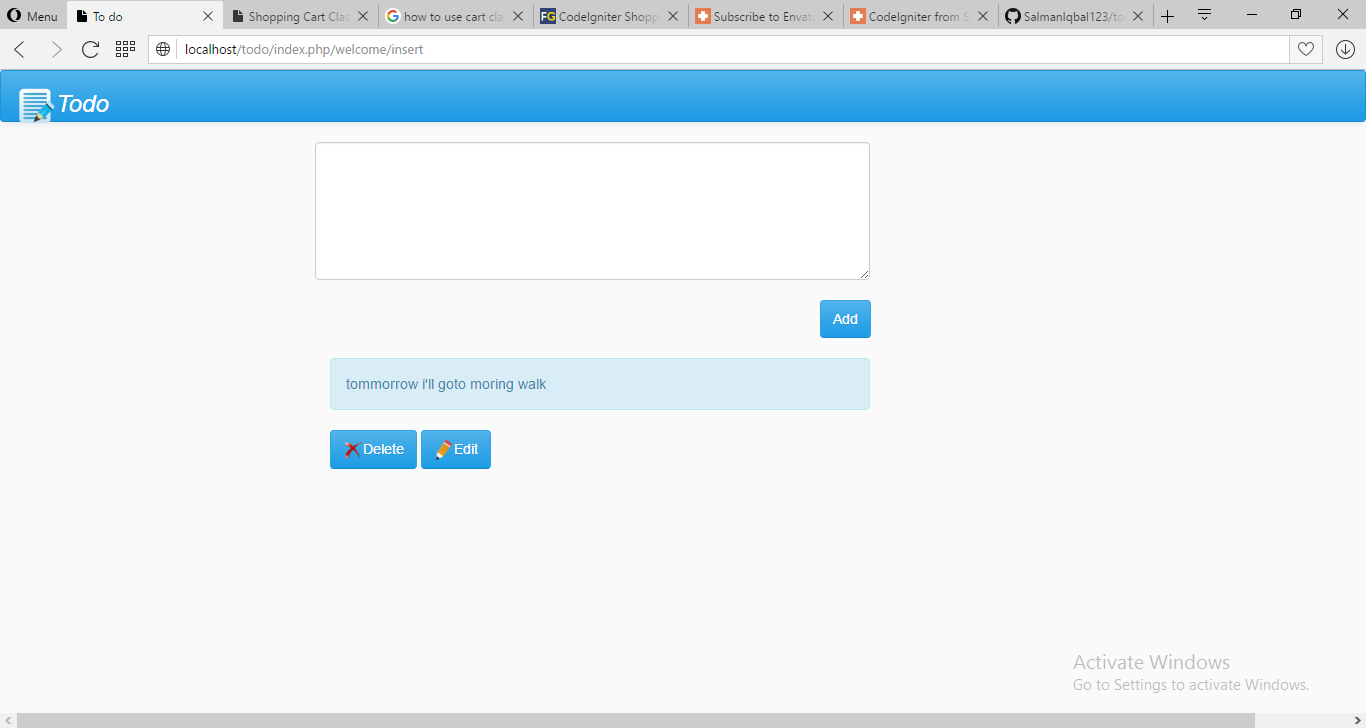 Menu
To do
Shopping Cart Clas
how to use cart cla
CodeIgniter Shopp
Subscribe to Envato
CodeIgniter from S
SalmanIqbal123/to
localhost/todo/index.php/welcome/insert
Todo
Add
tommorrow i'll goto moring walk
Delete
Edit
Activate Windows
Go to Settings to activate Windows.